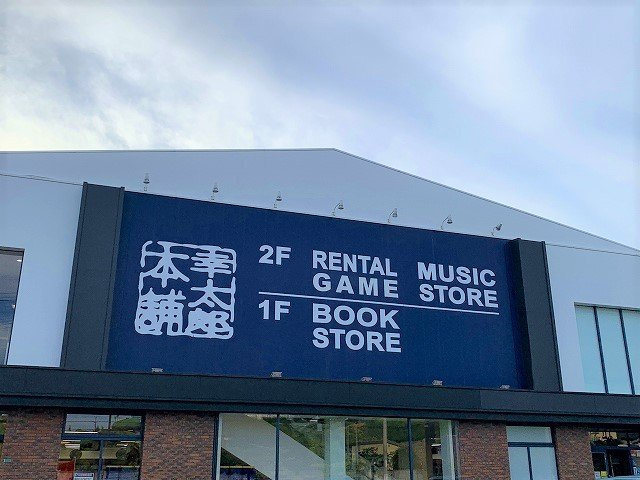 幸太郎
本舗
2F RENTAL MUSIC
GAME STORE
1F BOOK
STORE